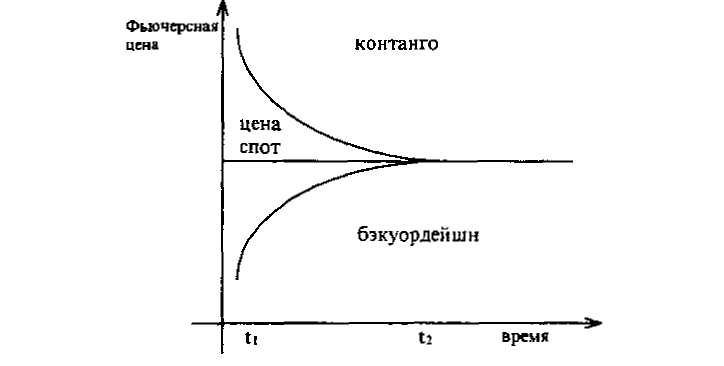 Фьючерсная
цена
контанго
цена
спот
бэкуордейшн
t1
t2
время